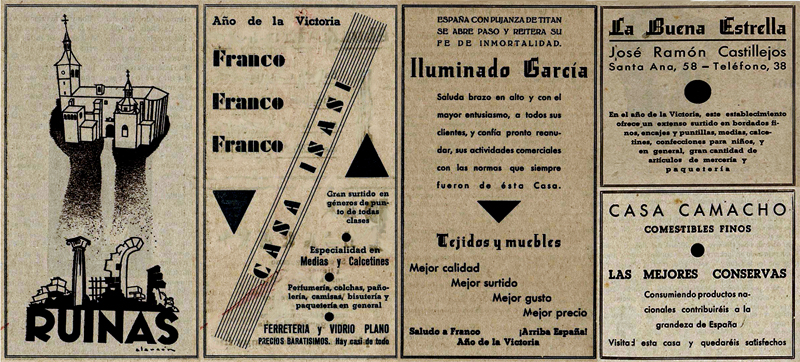 RUINAS
alarcón
Año de la Victoria
Franco
Franco
Franco
CASA ISASI
Gran surtido en
géneros de pun-
to de todas
clases
Especialidad en
Medias y Calcetines
Perfumería, colchas, paño-
lería, camisas, bisutería y
paquetería en general
FERRETERIA y VIDRIO PLANO
PRECIOS BARATISIMOS. Hay casi de todo
ESPAÑA CON PUJANZA DE TITAN
SE ABRE PASO Y REITERA SU
FE DE INMORTALIDAD.
Iluminado García
Saluda brazo en alto y con el
mayor entusiasmo, a todos sus
clientes, y confía pronto reanu-
dar, sus actividades comerciales
con las normas que siempre
fueron de ésta Casa.
Tejidos y muebles
Mejor calidad
Mejor surtido
Mejor gusto
Mejor precio
Saludo a Franco ¡Arriba España!
Año de la Victoria
La Buena Estrella
José Ramón Castillejos
Santa Ana, 58 — Teléfono, 38
En el año de la Victoria, este establecimiento
ofrece un extenso surtido en bordados fi-
nos, encajes y puntillas, medias, calce-
tines, confecciones para niños, y
en general, gran cantidad de
artículos de mercería y
paquetería
CASA CAMACHO
COMESTIBLES FINOS
LAS MEJORES CONSERVAS
Consumiendo productos na-
cionales contribuiréis a la
grandeza de España
Visitad esta casa y quedaréis satisfechos